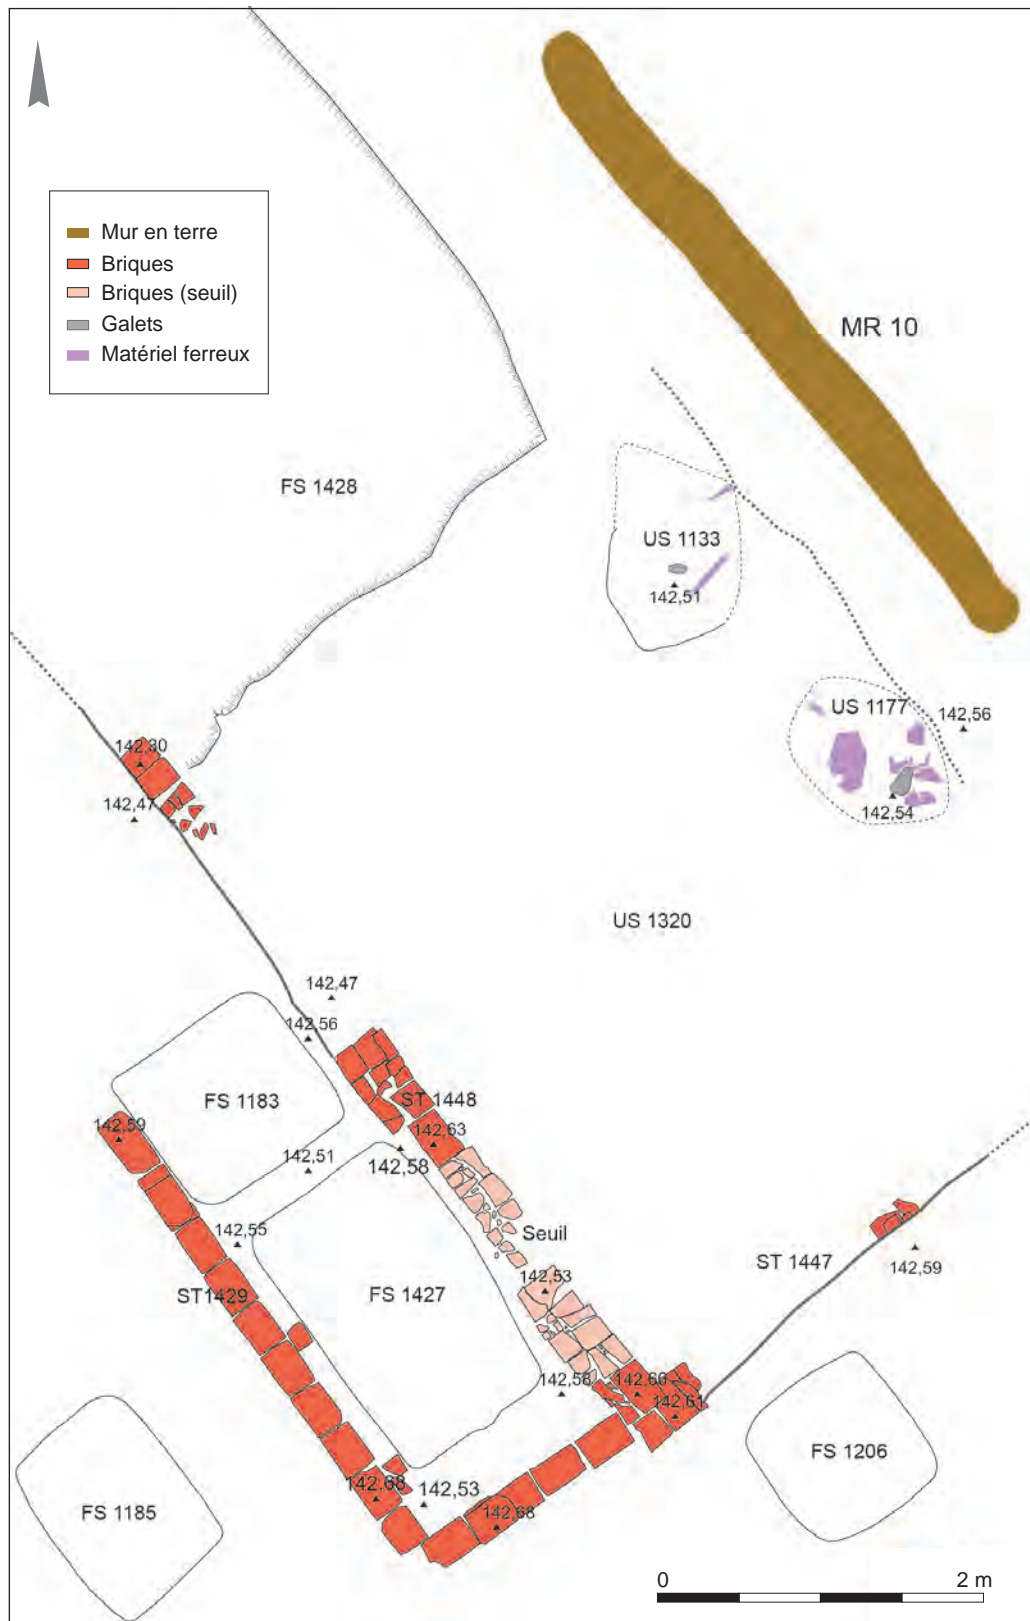 Mur en terre
Briques
Briques (seuil)
Galets
Matériel ferreux
MR 10
FS 1428
US 1133
142,51
US 1177
142,56
142,54
142,30
142,47
US 1320
142,47
142,56
FS 1183
ST 1448
142,59
142,63
142,51
142,58
142,55
Seuil
ST 1447
142,59
142,53
ST1429
FS 1427
142,58
142,60
142,61
FS 1206
142,68
142,53
142,68
FS 1185
0 2 m